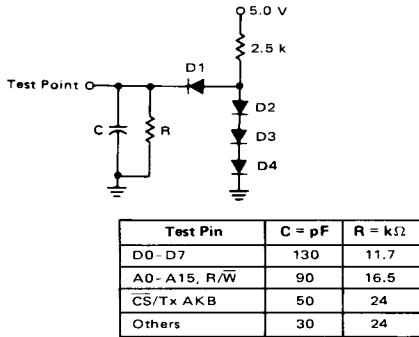 5.0 V
2.5 k
D1
Test Point
D2
C
R
D3
D4
Test Pin C = pF R = kΩ
D0-D7 130 11.7
A0-A15, R/W̅ 90 16.5
C̅S̅/Tx AKB 50 24
Others 30 24